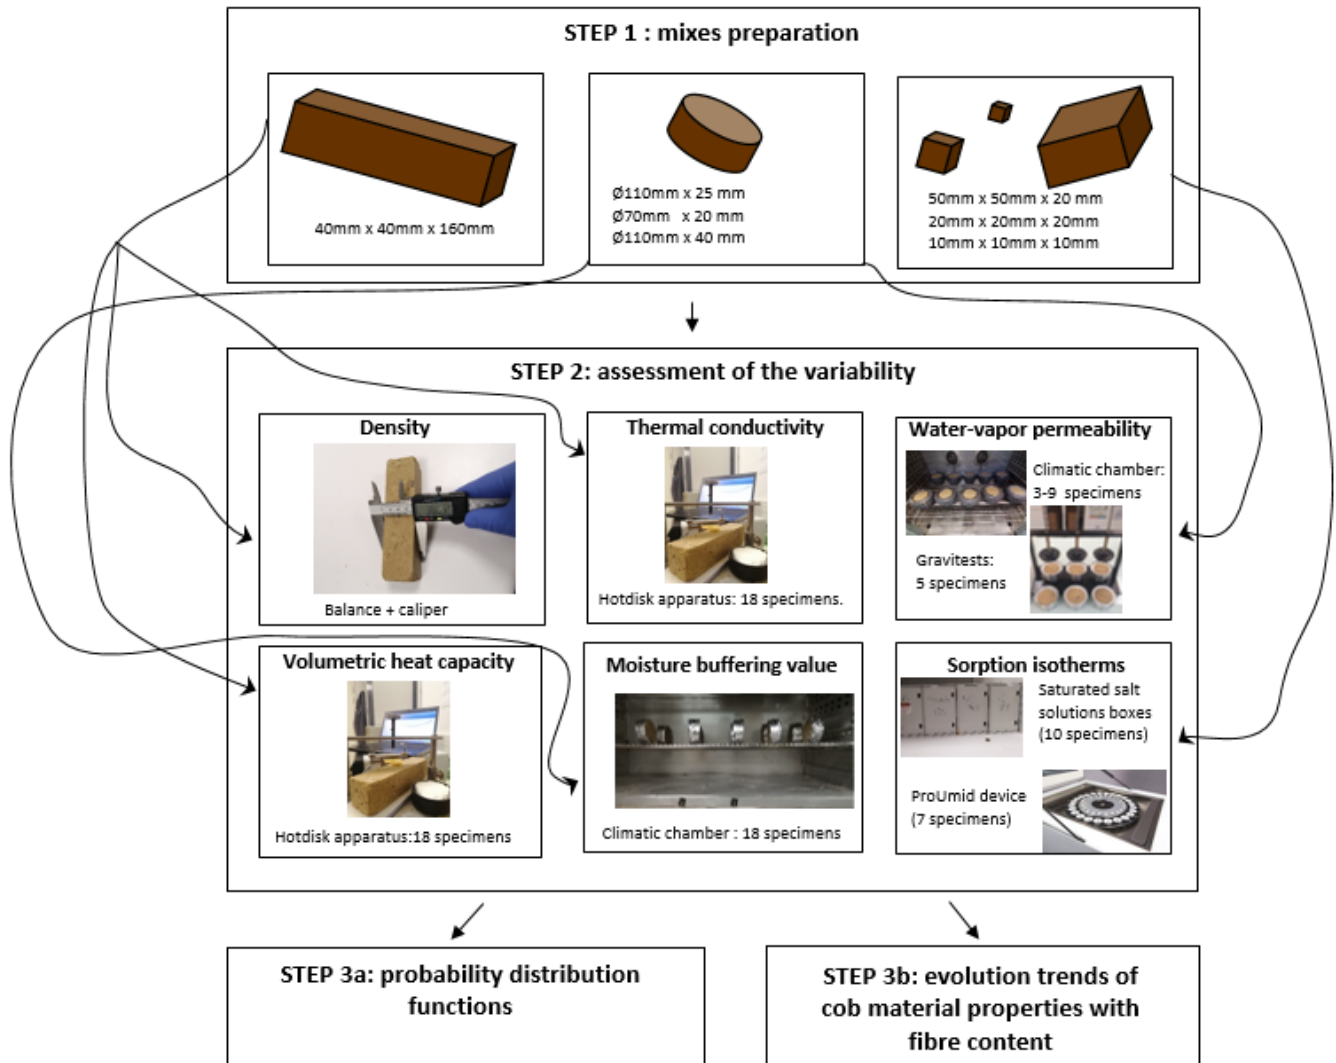 STEP 1 : mixes preparation
40mm x 40mm x 160mm
Ø110mm x 25 mm
Ø70mm x 20 mm
Ø110mm x 40 mm
50mm x 50mm x 20 mm
20mm x 20mm x 20mm
10mm x 10mm x 10mm
STEP 2: assessment of the variability
Density
Balance + caliper
Thermal conductivity
Hotdisk apparatus: 18 specimens.
Water-vapor permeability
Climatic chamber:
3-9 specimens
Gravitests:
5 specimens
Volumetric heat capacity
Hotdisk apparatus:18 specimens
Moisture buffering value
Climatic chamber : 18 specimens
Sorption isotherms
Saturated salt
solutions boxes
(10 specimens)
ProUmid device
(7 specimens)
STEP 3a: probability distribution
functions
STEP 3b: evolution trends of
cob material properties with
fibre content